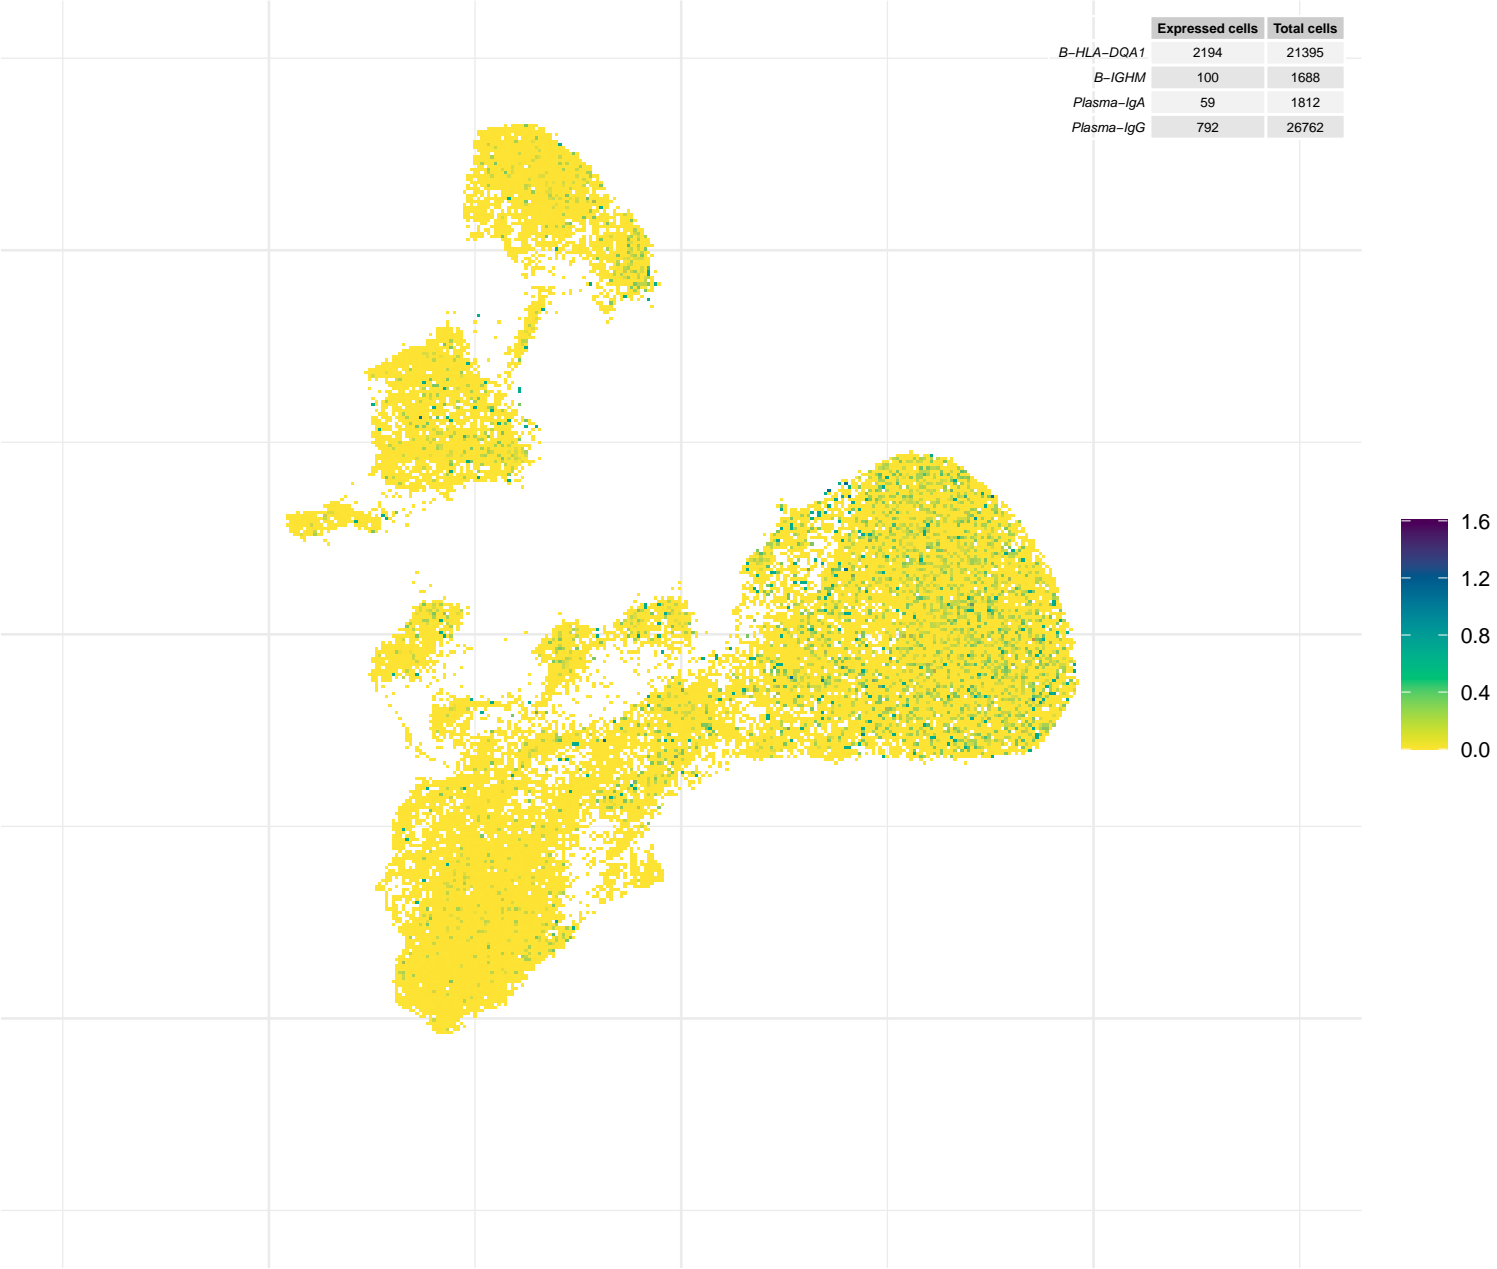 Expressed cells Total cells
B−HLA−DQA1 2194 21395
B−IGHM 100 1688
Plasma−IgA 59 1812
Plasma−IgG 792 26762
1.6
1.2
0.8
0.4
0.0